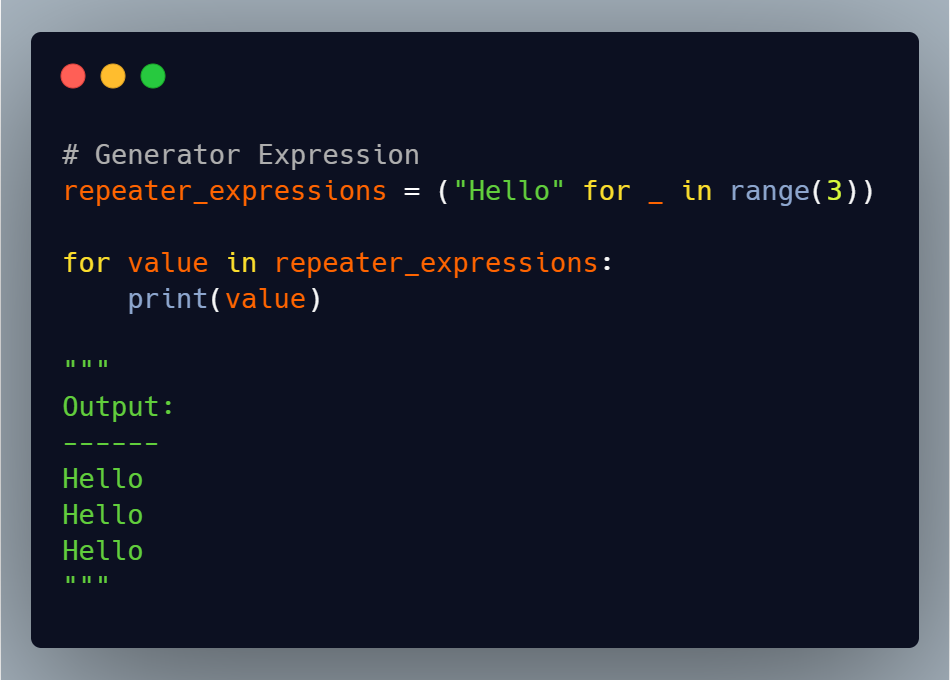 # Generator Expression
repeater_expressions = ("Hello" for _ in range(3))

for value in repeater_expressions:
    print(value)

"""
Output:
------
Hello
Hello
Hello
"""